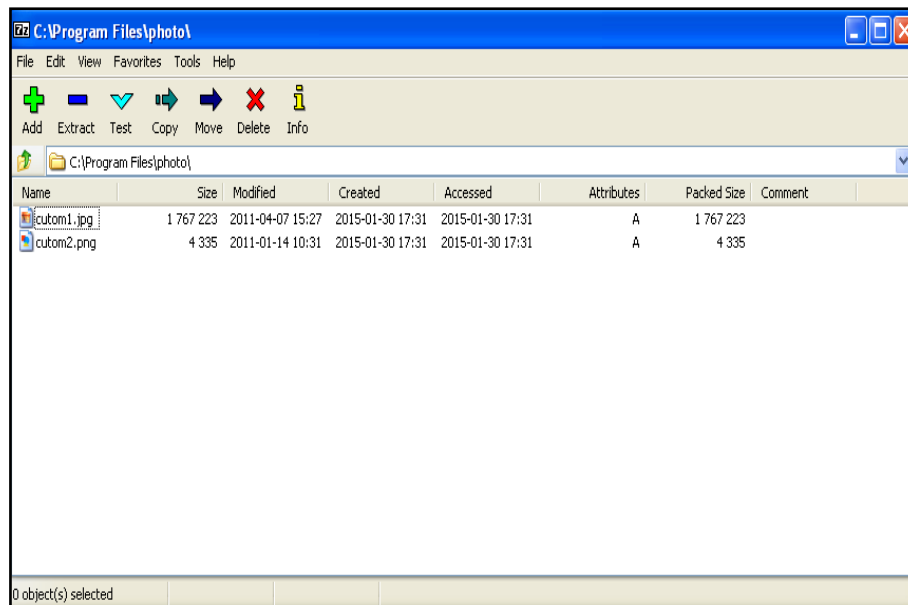 7z C:\Program Files\photo\
File Edit View Favorites Tools Help
Add Extract Test Copy Move Delete Info
C:\Program Files\photo\
Name Size Modified Created Accessed Attributes Packed Size Comment
cutom1.jpg 1 767 223 2011-04-07 15:27 2015-01-30 17:31 2015-01-30 17:31 A 1 767 223
cutom2.png 4 335 2011-01-14 10:31 2015-01-30 17:31 2015-01-30 17:31 A 4 335
0 object(s) selected